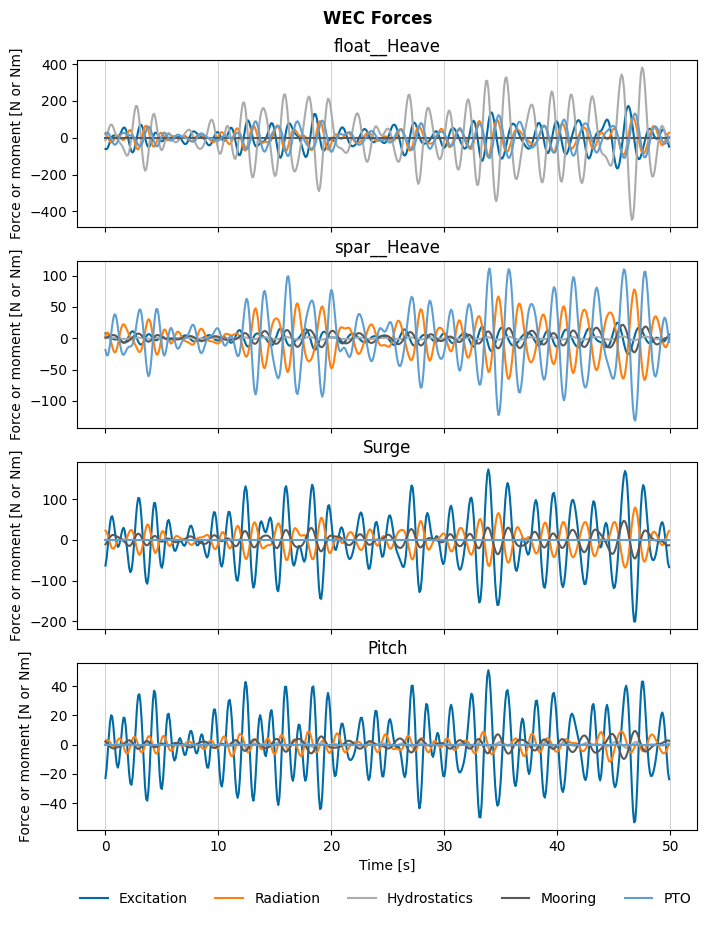 WEC Forces
float__Heave
Force or moment [N or Nm]
400
200
0
−200
−400
spar__Heave
Force or moment [N or Nm]
100
50
0
−50
−100
Surge
Force or moment [N or Nm]
100
0
−100
−200
Pitch
Force or moment [N or Nm]
40
20
0
−20
−40
0 10 20 30 40 50
Time [s]
Excitation Radiation Hydrostatics Mooring PTO